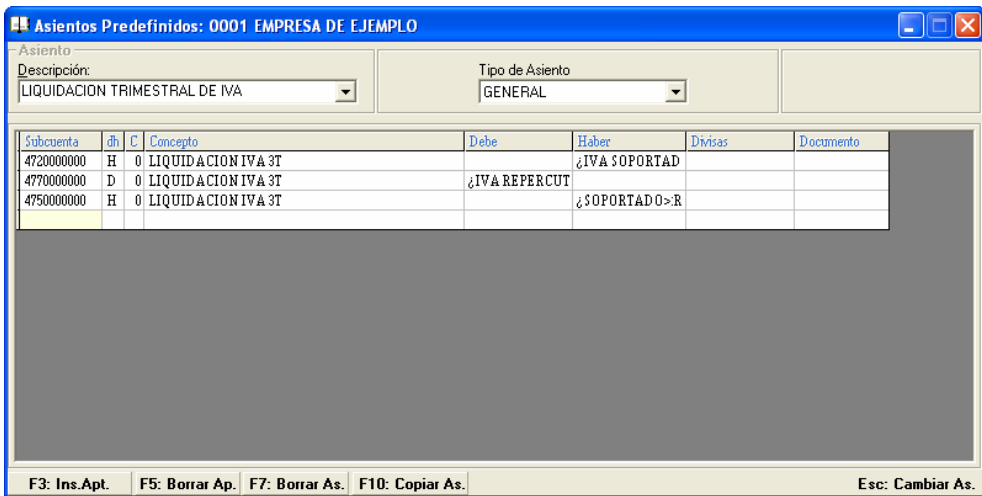 Asientos Predefinidos: 0001 EMPRESA DE EJEMPLO
Asiento
Descripción:
LIQUIDACION TRIMESTRAL DE IVA
Tipo de Asiento
GENERAL
Subcuenta dh C Concepto Debe Haber Divisas Documento
4720000000 H 0 LIQUIDACION IVA 3T ¿IVA SOPORTAD
4770000000 D 0 LIQUIDACION IVA 3T ¿IVA REPERCUT
4750000000 H 0 LIQUIDACION IVA 3T ¿SOPORTADO>:R
F3: Ins.Apt. F5: Borrar Ap. F7: Borrar As. F10: Copiar As. Esc: Cambiar As.